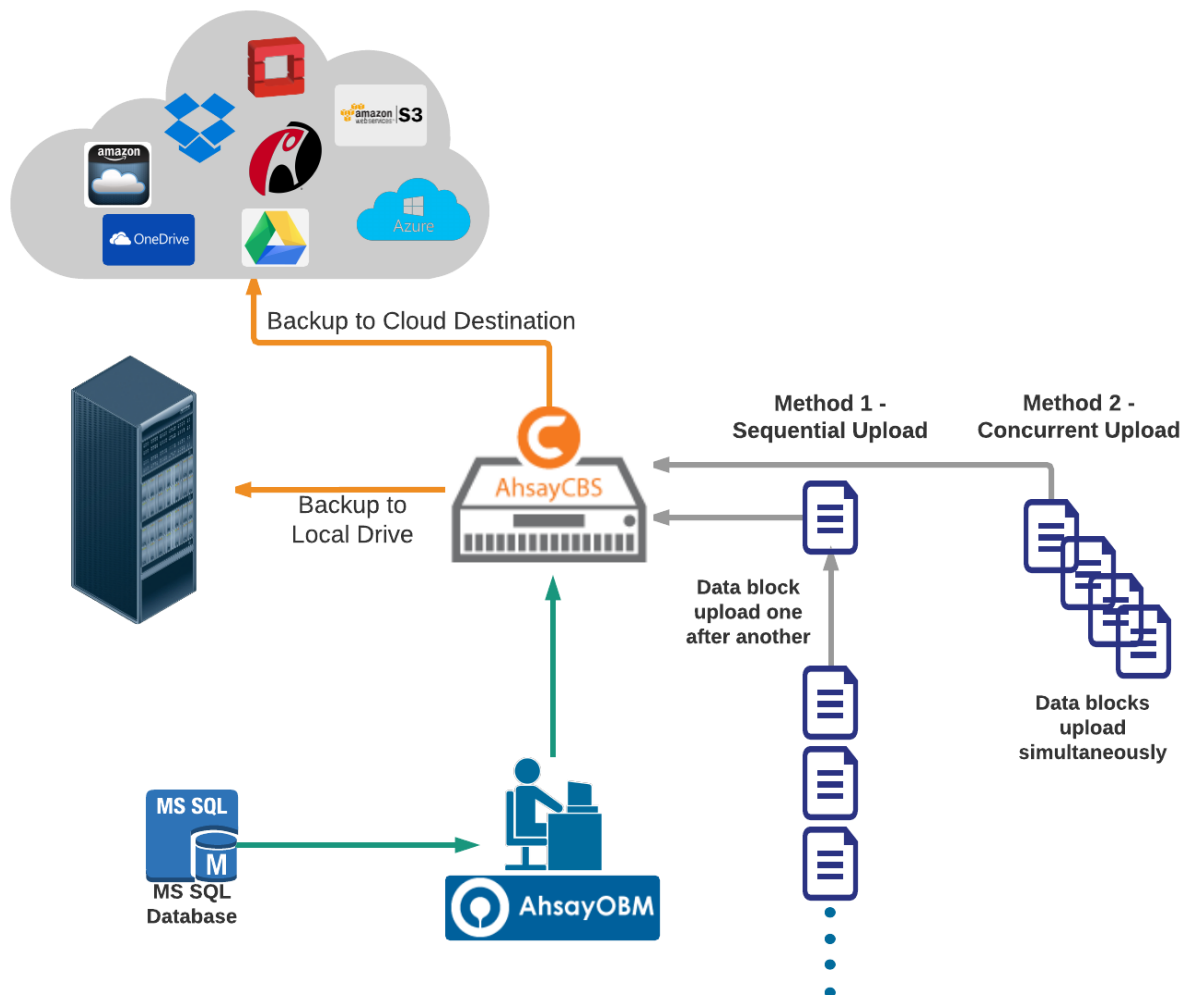 amazon
web services
S3
amazon
OneDrive
Azure
Backup to Cloud Destination
Method 1 -
Sequential Upload
Method 2 -
Concurrent Upload
AhsayCBS
Backup to
Local Drive
Data block
upload one
after another
Data blocks
upload
simultaneously
MS SQL
M
MS SQL
Database
AhsayOBM